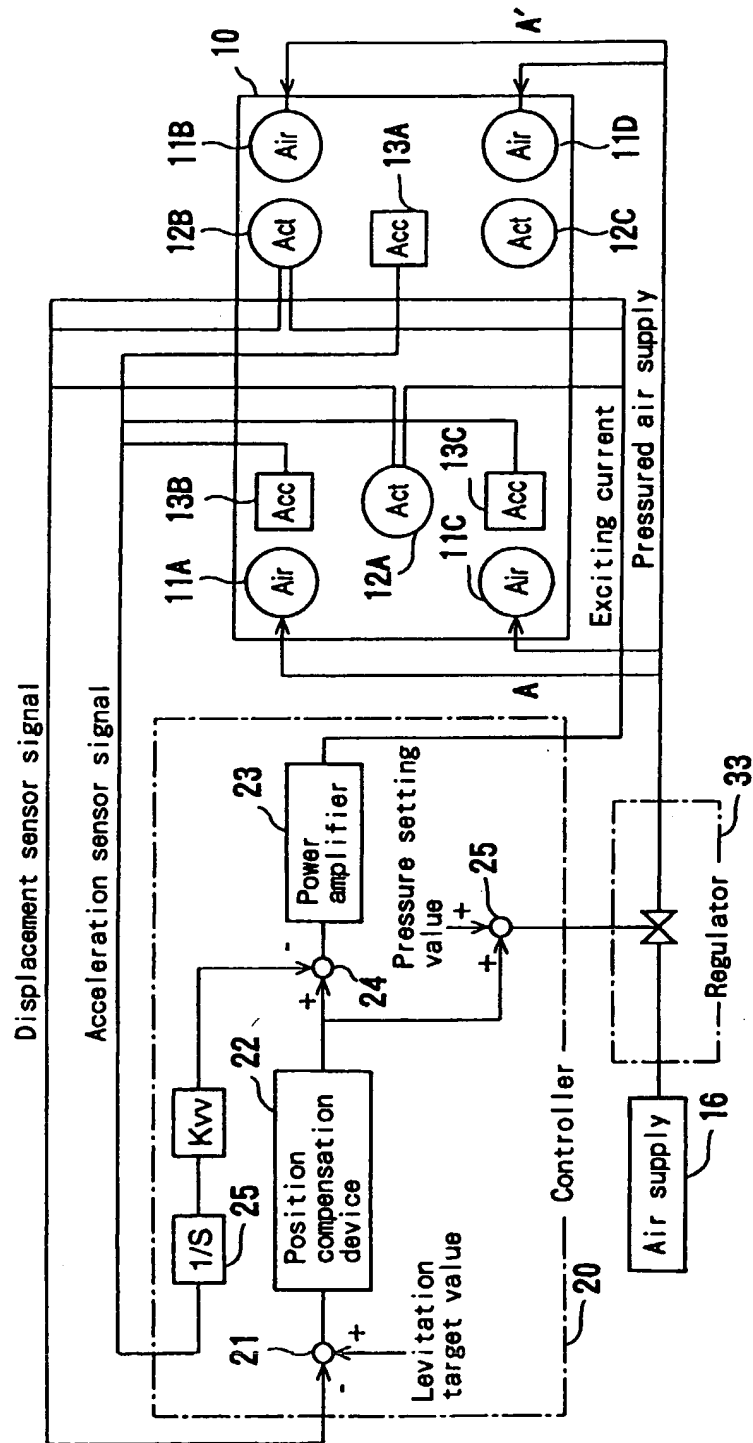 Displacement sensor signal
Acceleration sensor signal
25
1/S
Kvv
22
23
Position
compensation
device
Power
amplifier
21
-
+
+
-
24
Levitation
target value
Pressure setting
value
+
+
25
20
Controller
Air supply
16
Regulator
33
A
A'
10
11A
Air
13B
Acc
12A
Act
13C
Acc
11C
Air
12B
Act
11B
Air
13A
Acc
Act
12C
Air
11D
Exciting current
Pressured air supply